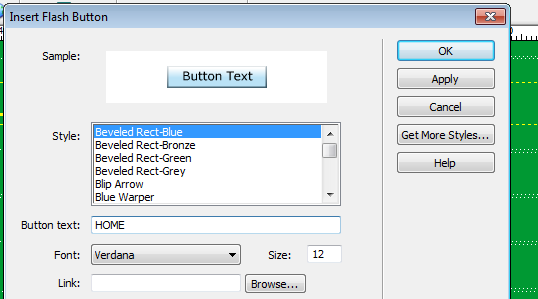 Insert Flash Button
Sample:
Button Text
Style:
Beveled Rect-Blue
Beveled Rect-Bronze
Beveled Rect-Green
Beveled Rect-Grey
Blip Arrow
Blue Warper
Button text: HOME
Font: Verdana Size: 12
Link: Browse...
OK
Apply
Cancel
Get More Styles...
Help